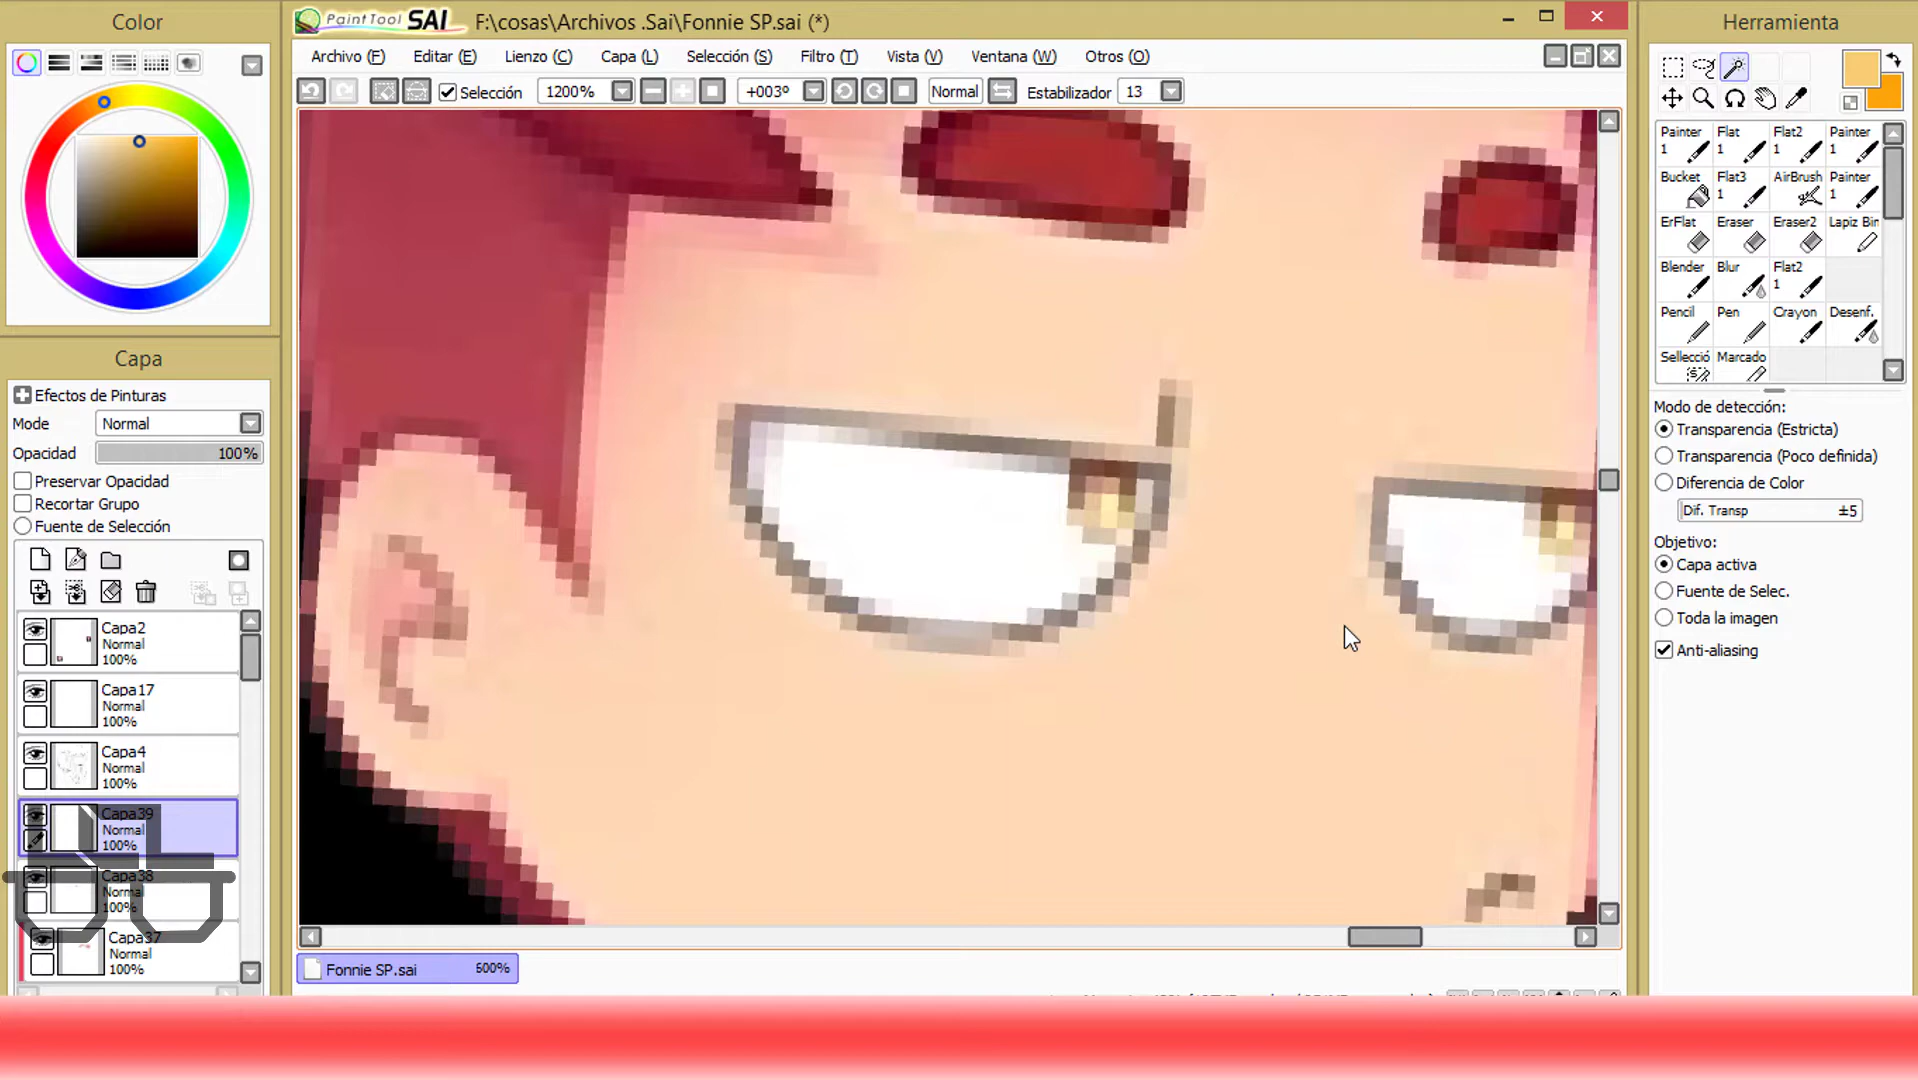 Color
PaintTool SAI F:\cosas\Archivos .Sai\Fonnie SP.sai (*)
Herramienta
Archivo (F) Editar (E) Lienzo (C) Capa (L) Selección (S) Filtro (T) Vista (V) Ventana (W) Otros (O)
Selección 1200% +003º Normal Estabilizador 13
Painter 1 Flat 1 Flat2 1 Painter 1
Bucket Flat3 1 AirBrush Painter 1
ErFlat Eraser Eraser2 Lapiz Bin
Blender Blur Flat2 1
Pencil Pen Crayon Desenf.
Sellecció Marcado
Capa
Efectos de Pinturas
Mode Normal
Opacidad 100%
Preservar Opacidad
Recortar Grupo
Fuente de Selección
Capa2
Normal
100%
Capa17
Normal
100%
Capa4
Normal
100%
Capa39
Normal
100%
Capa38
Normal
100%
Capa37
Normal
100%
Modo de detección:
Transparencia (Estricta)
Transparencia (Poco definida)
Diferencia de Color
Dif. Transp ±5
Objetivo:
Capa activa
Fuente de Selec.
Toda la imagen
Anti-aliasing
Fonnie SP.sai 600%